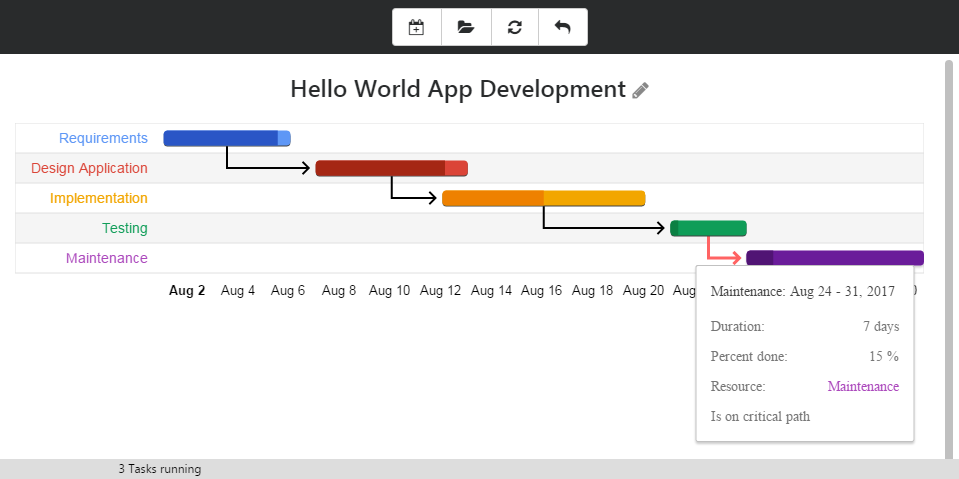 Hello World App Development
Requirements
Design Application
Implementation
Testing
Maintenance
Aug 2 Aug 4 Aug 6 Aug 8 Aug 10 Aug 12 Aug 14 Aug 16 Aug 18 Aug 20 Aug
Maintenance: Aug 24 - 31, 2017
Duration: 7 days
Percent done: 15 %
Resource: Maintenance
Is on critical path
3 Tasks running